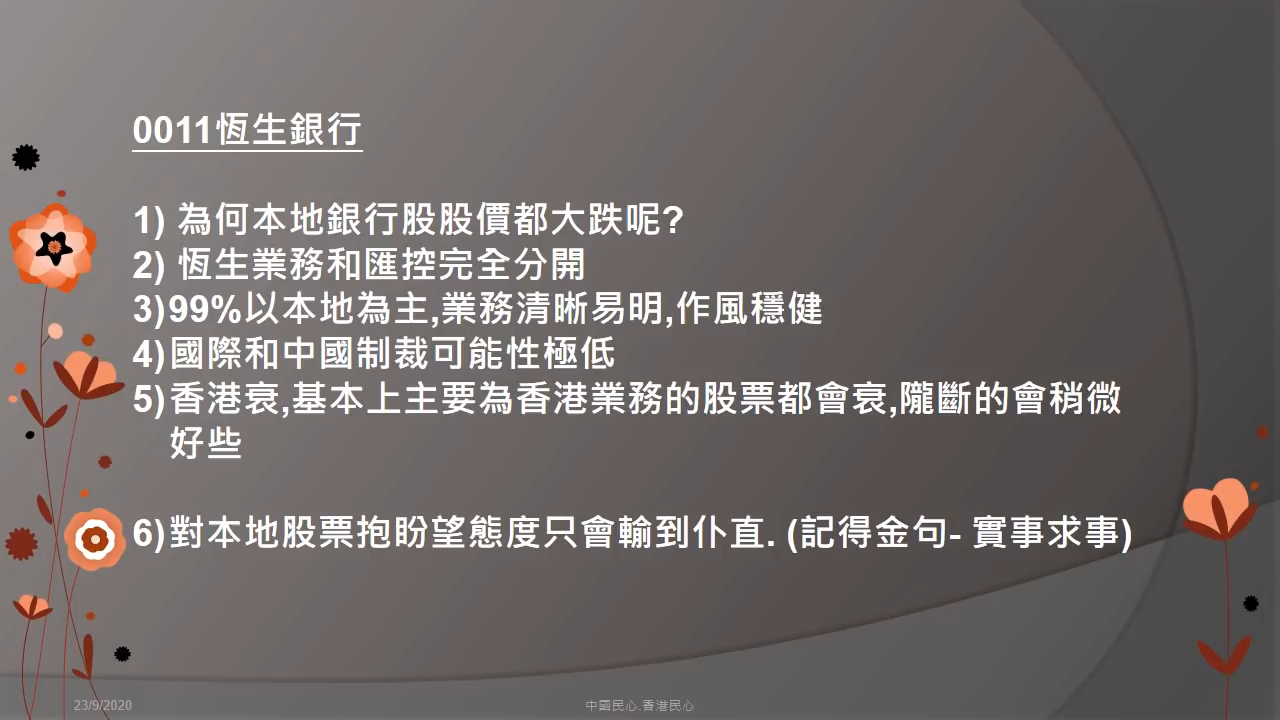 0011恆生銀行
1) 為何本地銀行股股價都大跌呢?
2) 恆生業務和匯控完全分開
3)99%以本地為主,業務清晰易明,作風穩健
4)國際和中國制裁可能性極低
5)香港衰,基本上主要為香港業務的股票都會衰,隴斷的會稍微
好些
6)對本地股票抱盼望態度只會輸到仆直. (記得金句- 實事求事)
23/9/2020
中國民心.香港民心